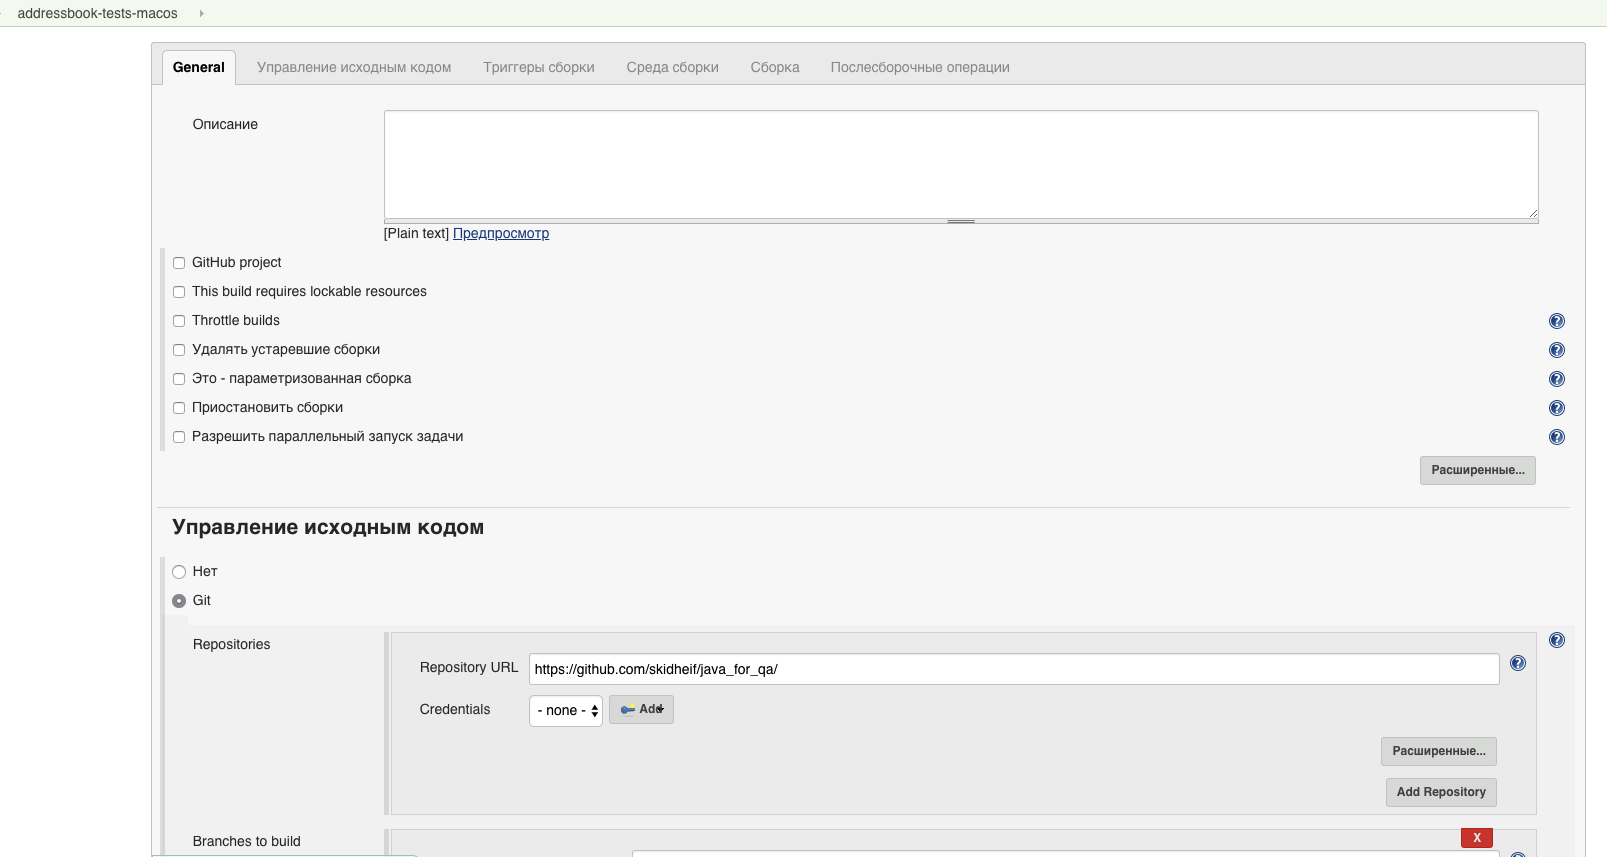 addressbook-tests-macos
General Управление исходным кодом Триггеры сборки Среда сборки Сборка Послесборочные операции
Описание
[Plain text] Предпросмотр
GitHub project
This build requires lockable resources
Throttle builds
Удалять устаревшие сборки
Это - параметризованная сборка
Приостановить сборки
Разрешить параллельный запуск задачи
Расширенные...
Управление исходным кодом
Нет
Git
Repositories
Repository URL https://github.com/skidheif/java_for_qa/
Credentials - none - Add
Расширенные...
Add Repository
Branches to build X